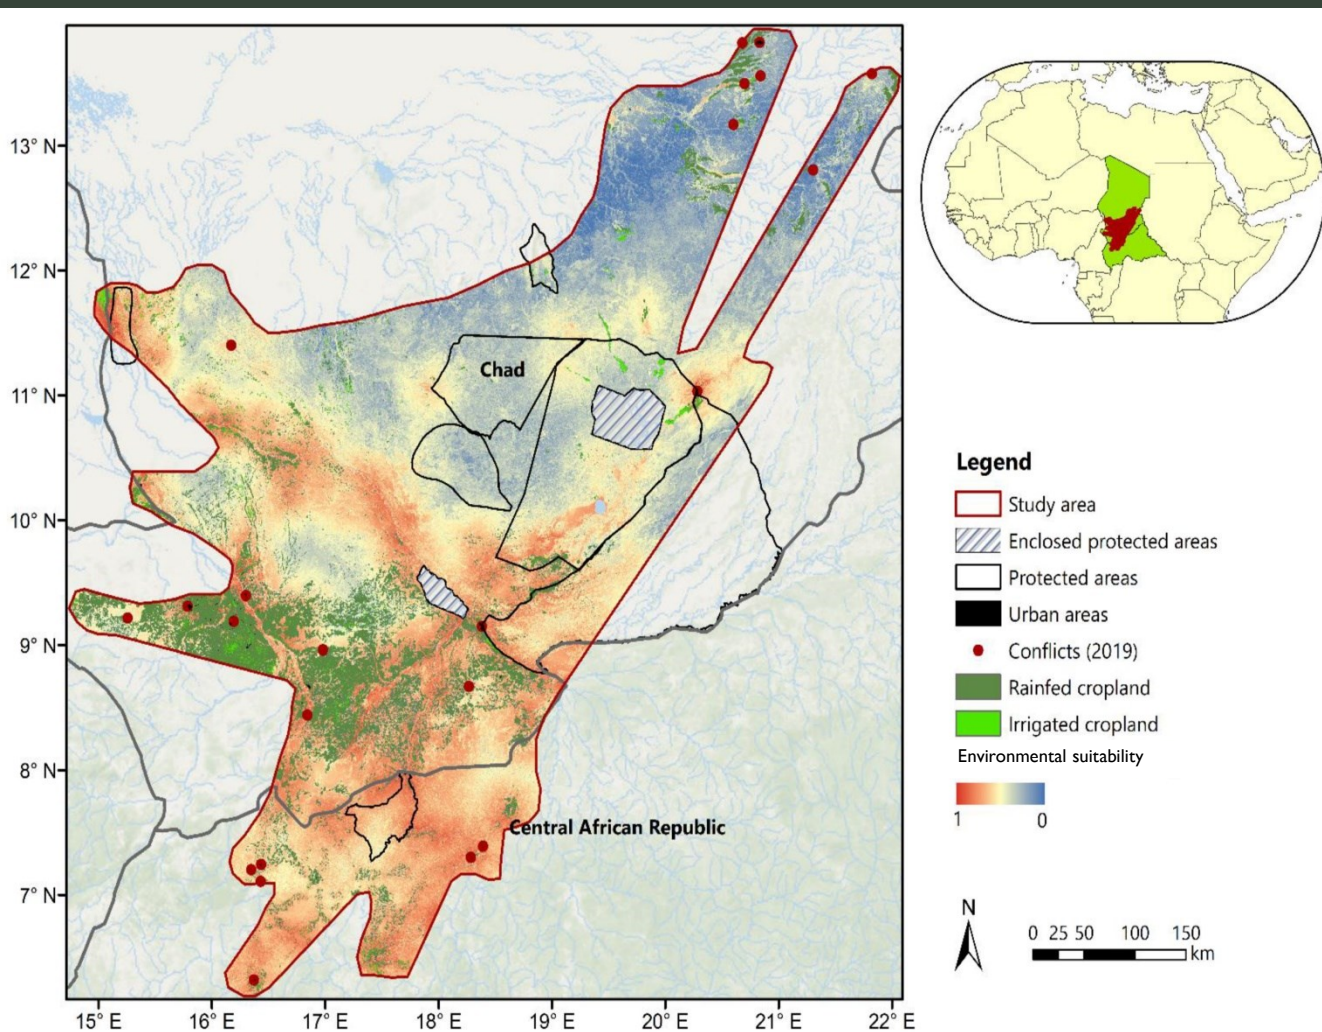 13° N
12° N
11° N
10° N
9° N
8° N
7° N
15° E
16° E
17° E
18° E
19° E
20° E
21° E
22° E
Chad
Central African Republic
Legend
Study area
Enclosed protected areas
Protected areas
Urban areas
Conflicts (2019)
Rainfed cropland
Irrigated cropland
Environmental suitability
1 0
N
0 25 50 100 150
km